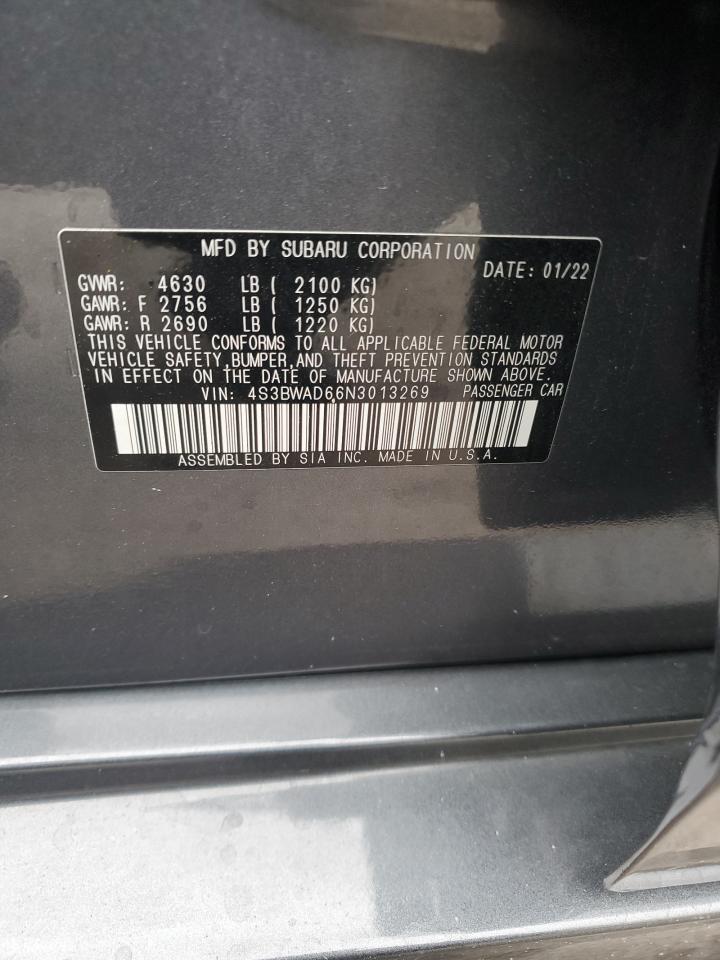 MFD BY SUBARU CORPORATION
DATE: 01/22
GVWR: 4630 LB ( 2100 KG)
GAWR: F 2756 LB ( 1250 KG)
GAWR: R 2690 LB ( 1220 KG)
THIS VEHICLE CONFORMS TO ALL APPLICABLE FEDERAL MOTOR
VEHICLE SAFETY,BUMPER,AND THEFT PREVENTION STANDARDS
IN EFFECT ON THE DATE OF MANUFACTURE SHOWN ABOVE.
VIN: 4S3BWAD66N3013269 PASSENGER CAR
ASSEMBLED BY SIA INC. MADE IN U.S.A.